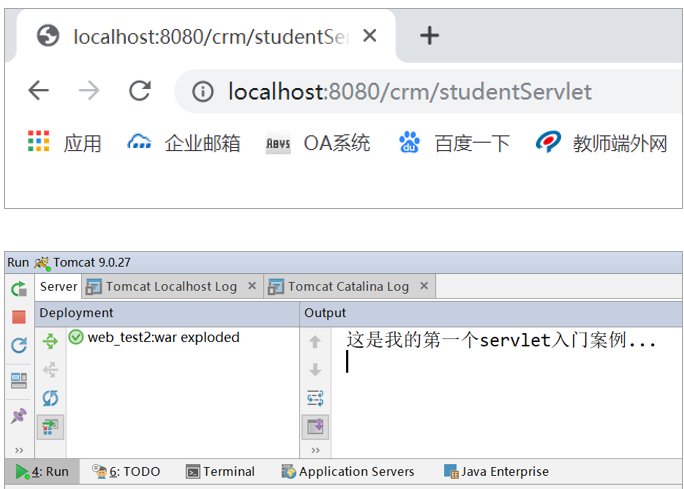 localhost:8080/crm/studentSer
localhost:8080/crm/studentServlet
应用 企业邮箱 ABYS OA系统 du 百度一下 教师端外网
Run Tomcat 9.0.27
Server Tomcat Localhost Log Tomcat Catalina Log
Deployment Output
web_test2:war exploded 这是我的第一个servlet入门案例...
4: Run 6: TODO Terminal Application Servers Java Enterprise